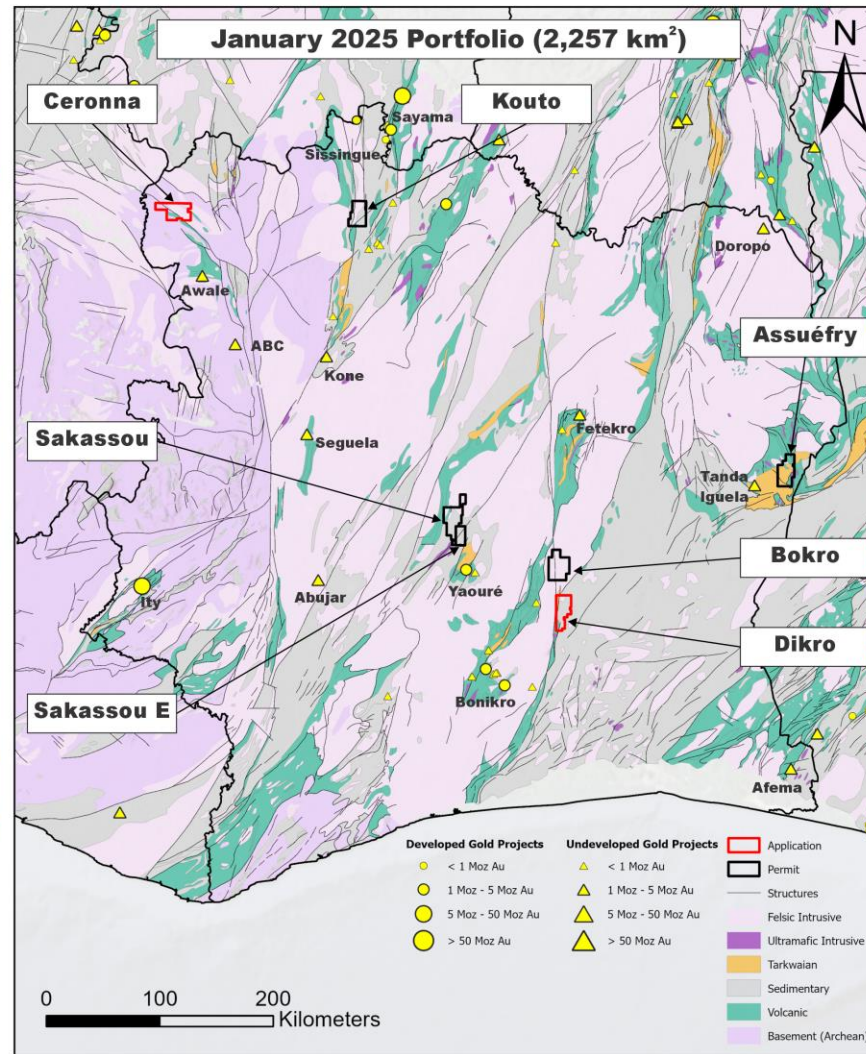 January 2025 Portfolio (2,257 km²)
N
Ceronna
Kouto
Sayama
Sissingue
Doropo
Awale
Assuéfry
ABC
Kone
Sakassou
Seguela
Fetekro
Tanda
Iguela
Bokro
Ity
Abujar
Yaouré
Dikro
Sakassou E
Bonikro
Afema
Developed Gold Projects
< 1 Moz Au
1 Moz - 5 Moz Au
5 Moz - 50 Moz Au
> 50 Moz Au
Undeveloped Gold Projects
< 1 Moz Au
1 Moz - 5 Moz Au
5 Moz - 50 Moz Au
> 50 Moz Au
Application
Permit
Structures
Felsic Intrusive
Ultramafic Intrusive
Tarkwaian
Sedimentary
Volcanic
Basement (Archean)
0 100 200
Kilometers